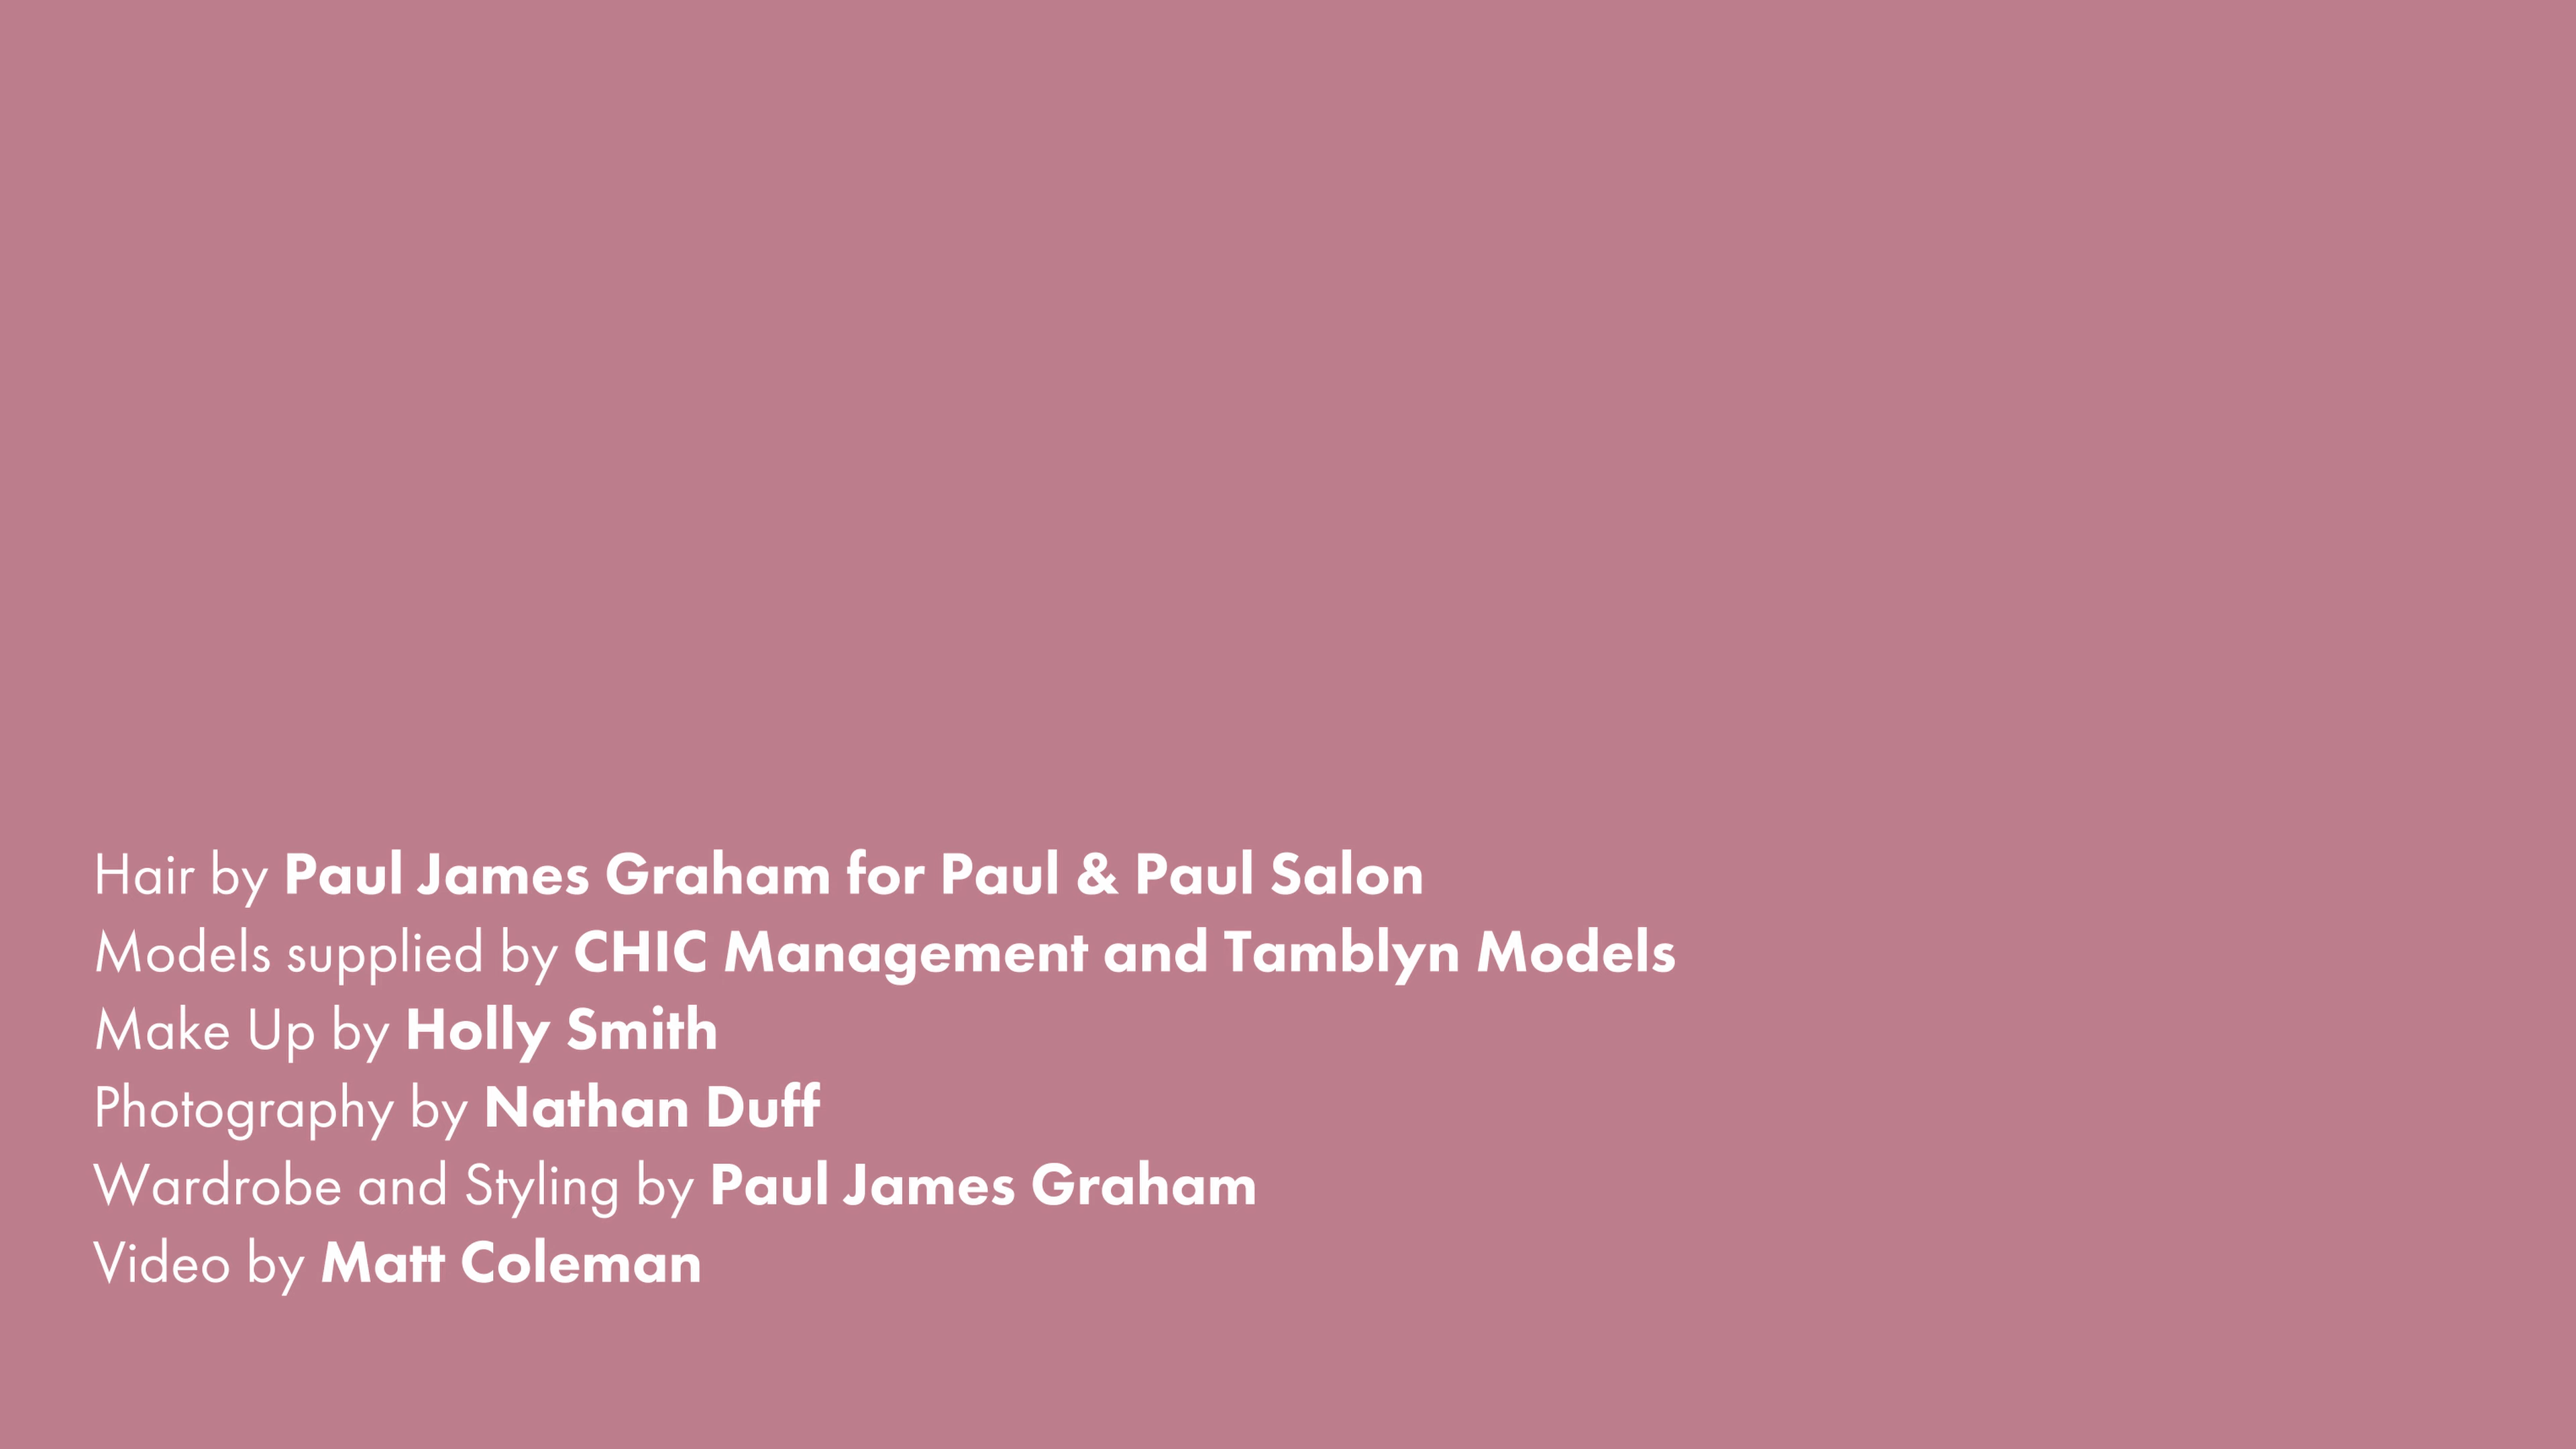 Hair by Paul James Graham for Paul & Paul Salon
Models supplied by CHIC Management and Tamblyn Models
Make Up by Holly Smith
Photography by Nathan Duff
Wardrobe and Styling by Paul James Graham
Video by Matt Coleman